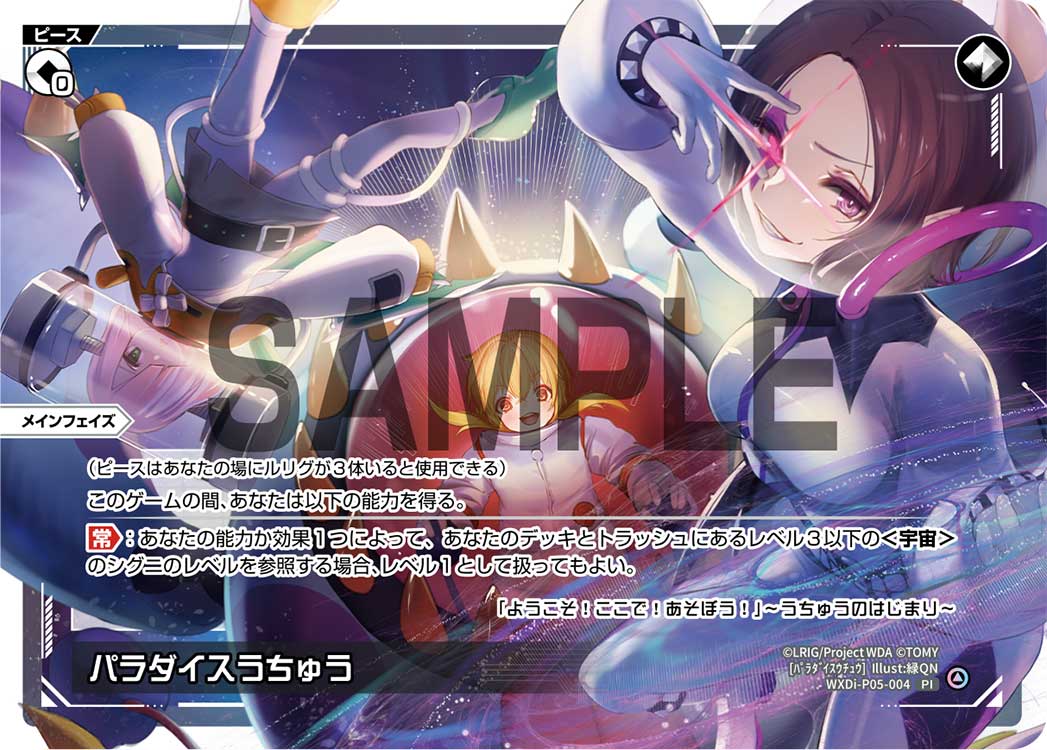 ピース
0
SAMPLE
メインフェイズ
（ピースはあなたの場にルリグが３体いると使用できる）
このゲームの間、あなたは以下の能力を得る。
常：あなたの能力か効果１つによって、あなたのデッキとトラッシュにあるレベル３以下の＜宇宙＞
のシグニのレベルを参照する場合、レベル１として扱ってもよい。
「ようこそ！ここで！あそぼう！」～うちゅうのはじまり～
パラダイスうちゅう
©LRIG/Project WDA ©TOMY
[ﾊﾟﾗﾀﾞｲｽｳﾁｭｳ] Illust:緑QN
WXDi-P05-004 PI